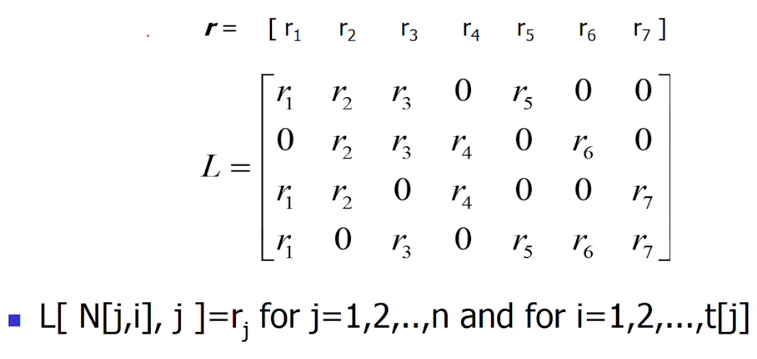 r = [ r1 r2 r3 r4 r5 r6 r7 ]
L =
r1 r2 r3 0 r5 0 0
0 r2 r3 r4 0 r6 0
r1 r2 0 r4 0 0 r7
r1 0 r3 0 r5 r6 r7
L[ N[j,i], j ]=rj for j=1,2,..,n and for i=1,2,...,t[j]